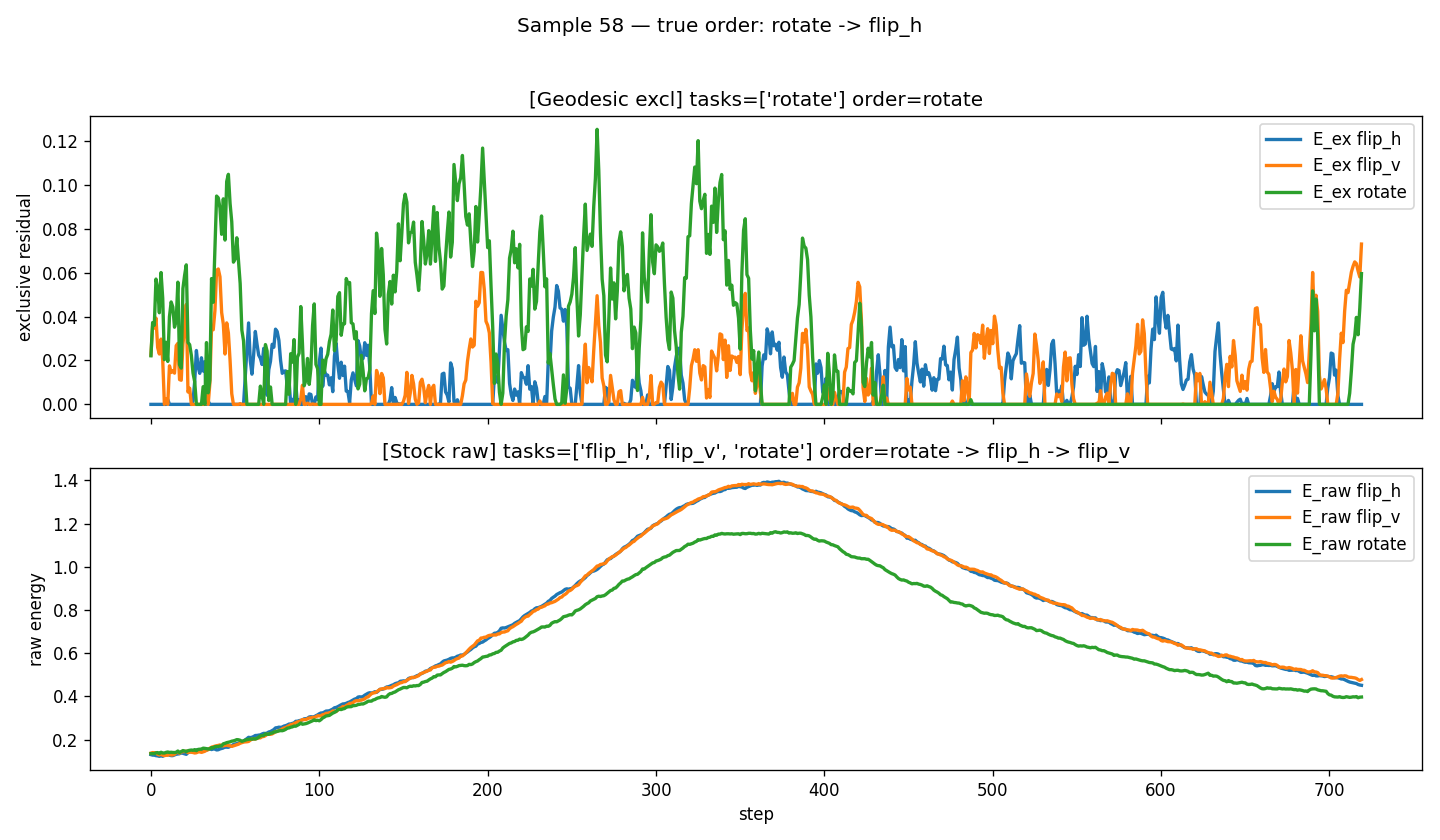 Sample 58 — true order: rotate -> flip_h
[Geodesic excl] tasks=['rotate'] order=rotate
exclusive residual
0.12
0.10
0.08
0.06
0.04
0.02
0.00
E_ex flip_h
E_ex flip_v
E_ex rotate
[Stock raw] tasks=['flip_h', 'flip_v', 'rotate'] order=rotate -> flip_h -> flip_v
raw energy
1.4
1.2
1.0
0.8
0.6
0.4
0.2
E_raw flip_h
E_raw flip_v
E_raw rotate
0 100 200 300 400 500 600 700
step